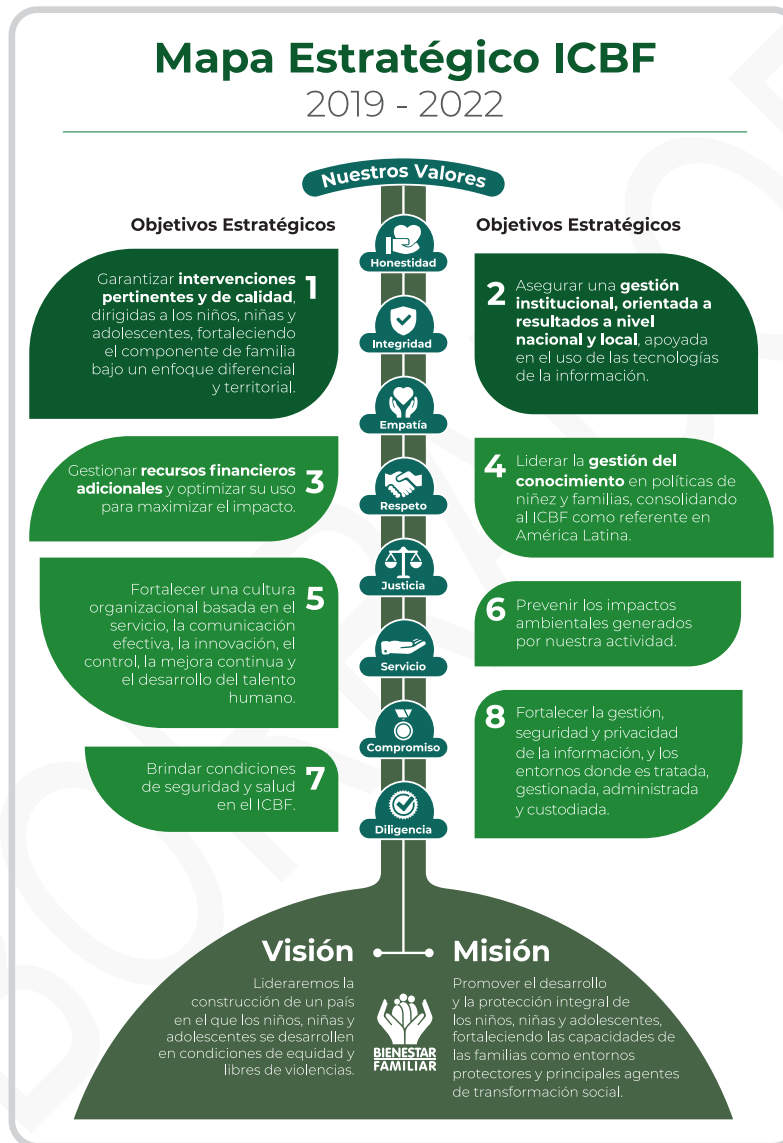 Mapa Estratégico ICBF
2019 - 2022
Nuestros Valores
Objetivos Estratégicos
1
Garantizar intervenciones
pertinentes y de calidad,
dirigidas a los niños, niñas y
adolescentes, fortaleciendo
el componente de familia
bajo un enfoque diferencial
y territorial.
Objetivos Estratégicos
2
Asegurar una gestión
institucional, orientada a
resultados a nivel
nacional y local, apoyada
en el uso de las tecnologías
de la información.
3
Gestionar recursos financieros
adicionales y optimizar su uso
para maximizar el impacto.
4
Liderar la gestión del
conocimiento en políticas de
niñez y familias, consolidando
al ICBF como referente en
América Latina.
5
Fortalecer una cultura
organizacional basada en el
servicio, la comunicación
efectiva, la innovación, el
control, la mejora continua y
el desarrollo del talento
humano.
6
Prevenir los impactos
ambientales generados
por nuestra actividad.
7
Brindar condiciones
de seguridad y salud
en el ICBF.
8
Fortalecer la gestión,
seguridad y privacidad
de la información, y los
entornos donde es tratada,
gestionada, administrada
y custodiada.
Honestidad
Integridad
Empatía
Respeto
Justicia
Servicio
Compromiso
Diligencia
Visión
Lideraremos la
construcción de un país
en el que los niños, niñas y
adolescentes se desarrollen
en condiciones de equidad y
libres de violencias.
BIENESTAR
FAMILIAR
Misión
Promover el desarrollo
y la protección integral de
los niños, niñas y adolescentes,
fortaleciendo las capacidades de
las familias como entornos
protectores y principales agentes
de transformación social.